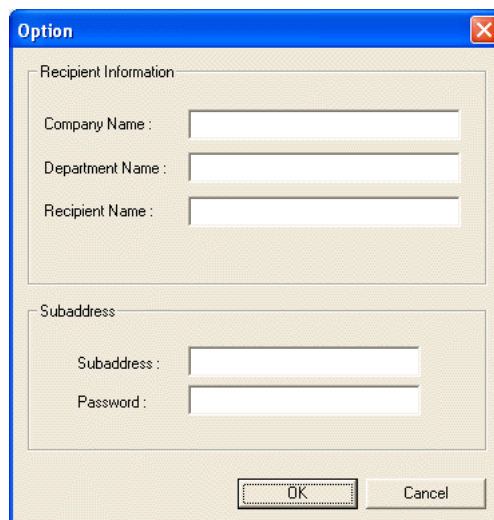 Option
Recipient Information
Company Name :
Department Name :
Recipient Name :
Subaddress
Subaddress :
Password :
OK Cancel